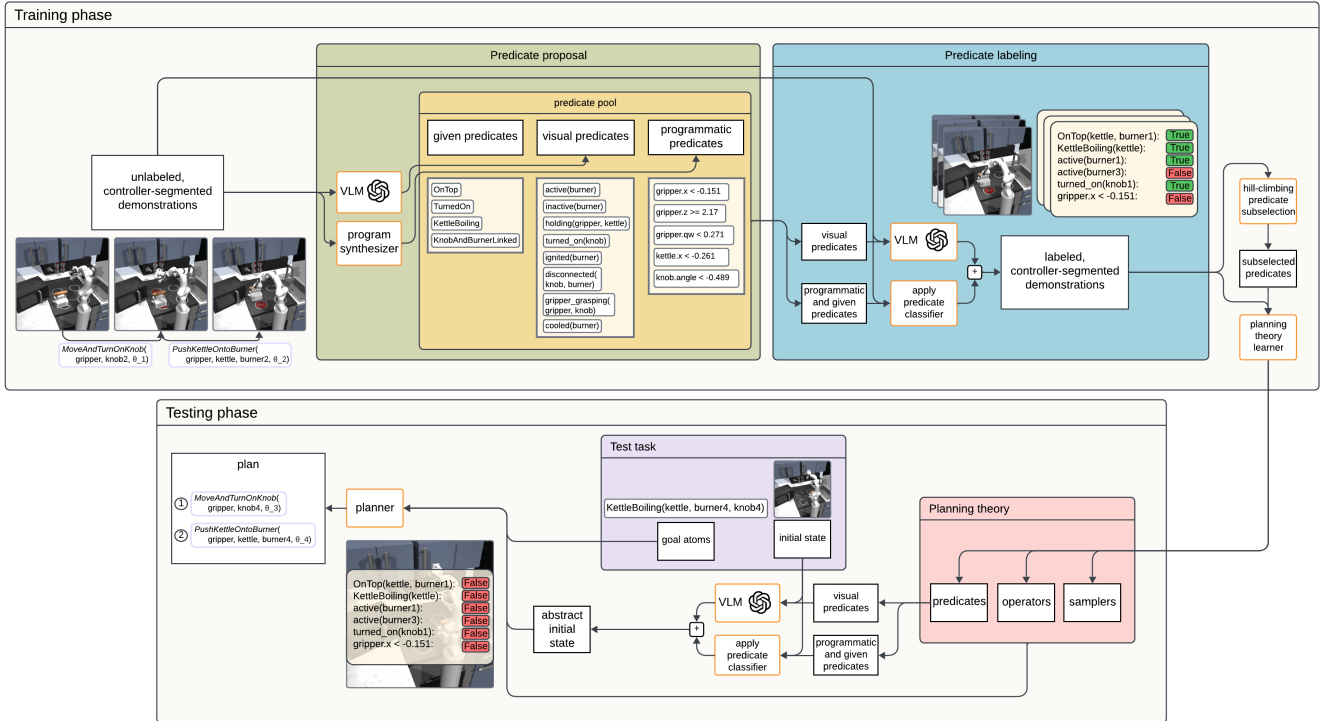 Training phase
Predicate proposal
predicate pool
given predicates
visual predicates
programmatic
predicates
unlabeled,
controller-segmented
demonstrations
VLM
program
synthesizer
OnTop
TurnedOn
KettleBoiling
KnobAndBurnerLinked
active(burner)
inactive(burner)
holding(gripper, kettle)
turned_on(knob)
ignited(burner)
disconnected(
knob, burner)
gripper_grasping(
gripper, knob)
cooled(burner)
gripper.x < -0.151
gripper.z >= 2.17
gripper.qw < 0.271
kettle.x < -0.261
knob.angle < -0.489
MoveAndTurnOnKnob(
gripper, knob2, θ_1)
PushKettleOntoBurner(
gripper, kettle, burner2, θ_2)
Predicate labeling
OnTop(kettle, burner1): True
KettleBoiling(kettle): True
active(burner1): True
active(burner3): False
turned_on(knob1): True
gripper.x < -0.151: False
visual
predicates
programmatic
and given
predicates
VLM
apply
predicate
classifier
+
labeled,
controller-segmented
demonstrations
hill-climbing
predicate
subselection
subselected
predicates
planning
theory
learner
Testing phase
plan
1 MoveAndTurnOnKnob(
gripper, knob4, θ_3)
2 PushKettleOntoBurner(
gripper, kettle, burner4, θ_4)
planner
OnTop(kettle, burner1): False
KettleBoiling(kettle): False
active(burner1): False
active(burner3): False
turned_on(knob1): False
gripper.x < -0.151: False
abstract
initial
state
Test task
KettleBoiling(kettle, burner4, knob4)
goal atoms
initial state
+
VLM
apply
predicate
classifier
visual
predicates
programmatic
and given
predicates
Planning theory
predicates
operators
samplers